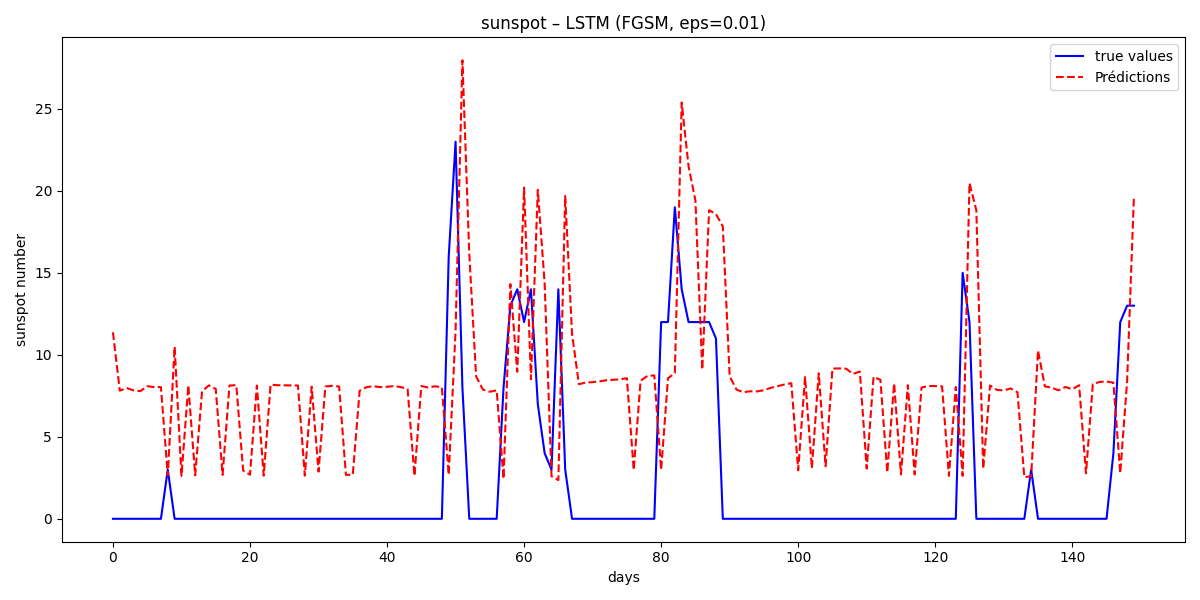 sunspot – LSTM (FGSM, eps=0.01)
true values
Prédictions
25
20
15
10
5
0
sunspot number
0 20 40 60 80 100 120 140
days